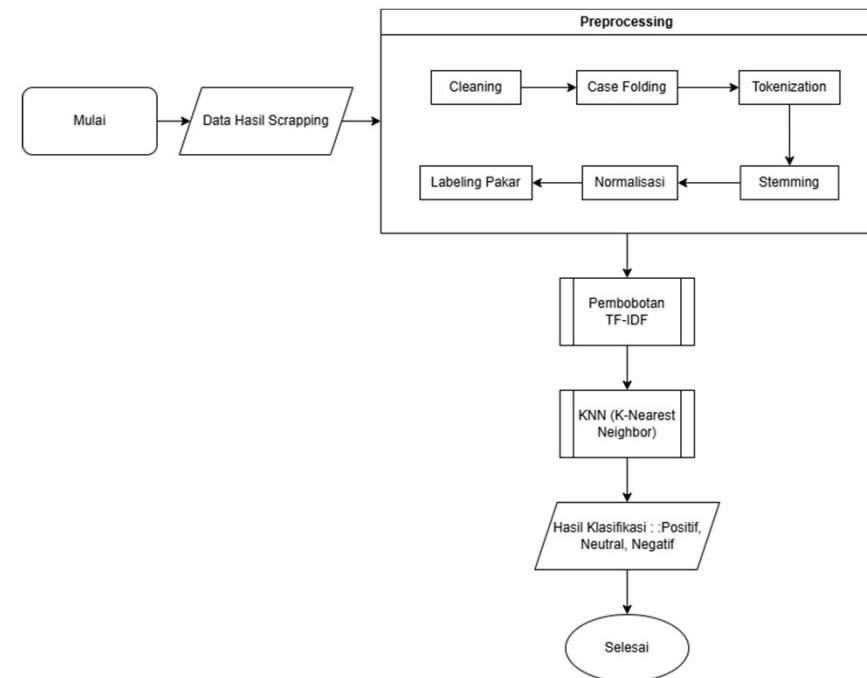 Preprocessing
Mulai
Data Hasil Scrapping
Cleaning
Case Folding
Tokenization
Stemming
Normalisasi
Labeling Pakar
Pembobotan
TF-IDF
KNN (K-Nearest
Neighbor)
Hasil Klasifikasi : :Positif,
Neutral, Negatif
Selesai